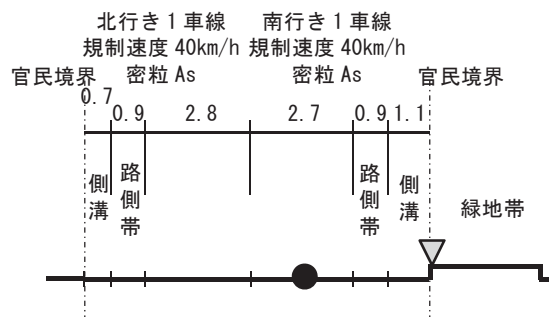 北行き1車線 南行き1車線
規制速度 40km/h 規制速度 40km/h
密粒 As 密粒 As
官民境界 官民境界
0.7 0.9 2.8 2.7 0.9 1.1
側溝 路側帯 路側帯 側溝
緑地帯